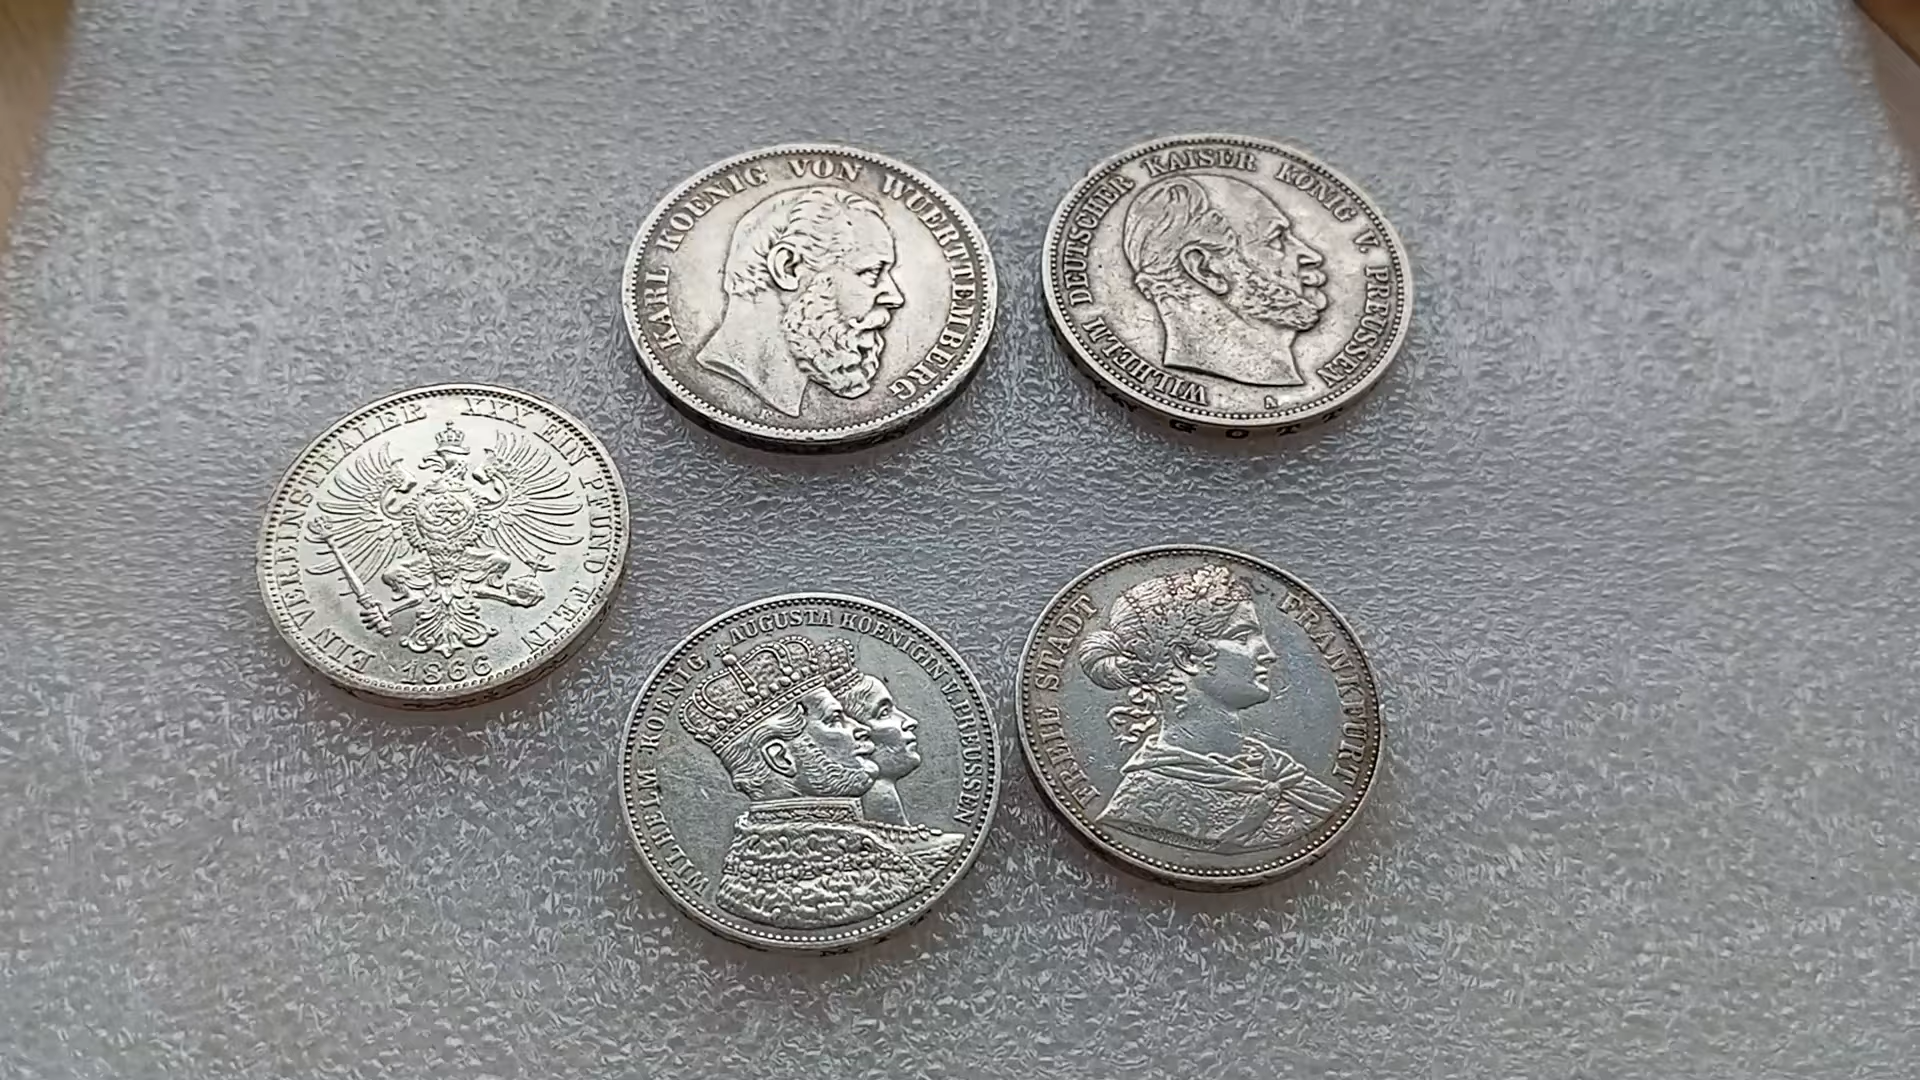 KARL KOENIG VON WUERTTEMBERG
F
WILHELM DEUTSCHER KAISER KÖNIG V. PREUSSEN
A
GOTT
EIN VEREINSTHALER XXX EIN PFUND FEIN
1866
WILHELM KOENIG AUGUSTA KOENIGIN V. PREUSSEN
FREIE STADT FRANKFURT